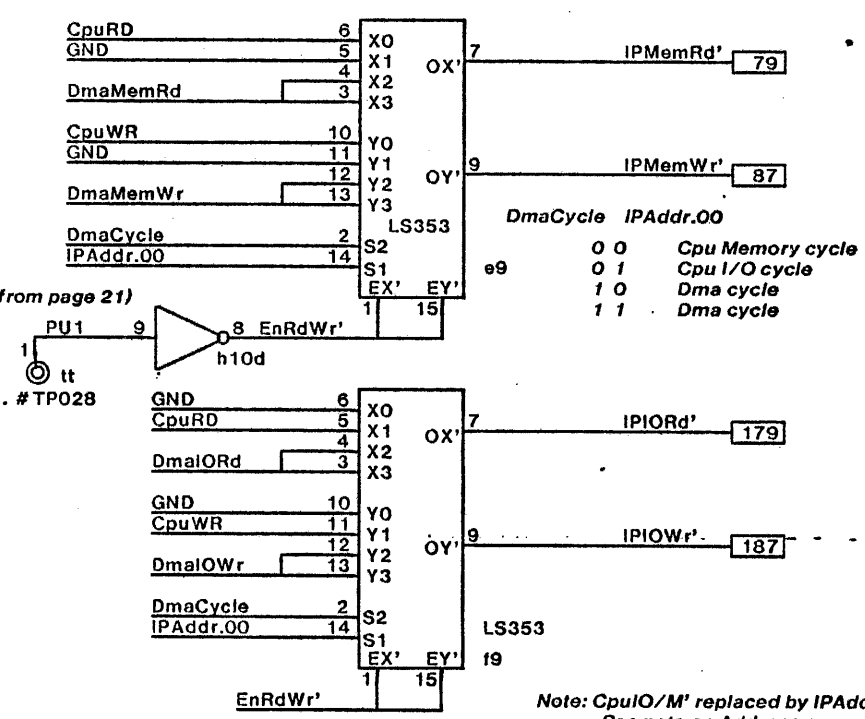 CpuRD 6 X0
GND 5 X1 OX' 7 IPMemRd' 79
4 X2
DmaMemRd 3 X3
CpuWR 10 Y0
GND 11 Y1 OY' 9 IPMemWr' 87
12 Y2
DmaMemWr 13 Y3
LS353
DmaCycle 2 S2
IPAddr.00 14 S1
EX' EY' e9
1 15
DmaCycle IPAddr.00
0 0 Cpu Memory cycle
0 1 Cpu I/O cycle
1 0 Dma cycle
1 1 Dma cycle
from page 21)
PU1 9 8 EnRdWr'
h10d
1
tt
. # TP028
GND 6 X0
CpuRD 5 X1 OX' 7 IPIORd' 179
4 X2
DmaIORd 3 X3
GND 10 Y0
CpuWR 11 Y1 OY' 9 IPIOWr' 187
12 Y2
DmaIOWr 13 Y3
DmaCycle 2 S2 LS353
IPAddr.00 14 S1
EX' EY' f9
1 15
EnRdWr'
Note: CpuIO/M' replaced by IPAdd